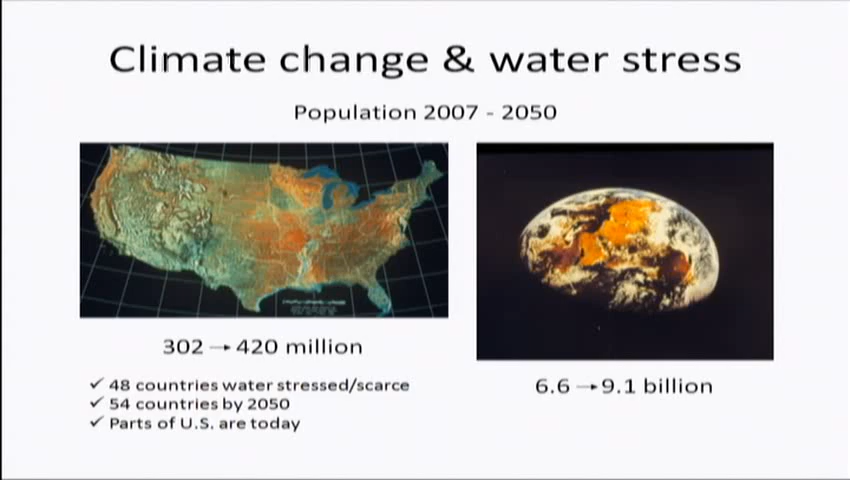 Climate change & water stress
Population 2007 - 2050
302 → 420 million
✓ 48 countries water stressed/scarce
✓ 54 countries by 2050
✓ Parts of U.S. are today
6.6 → 9.1 billion